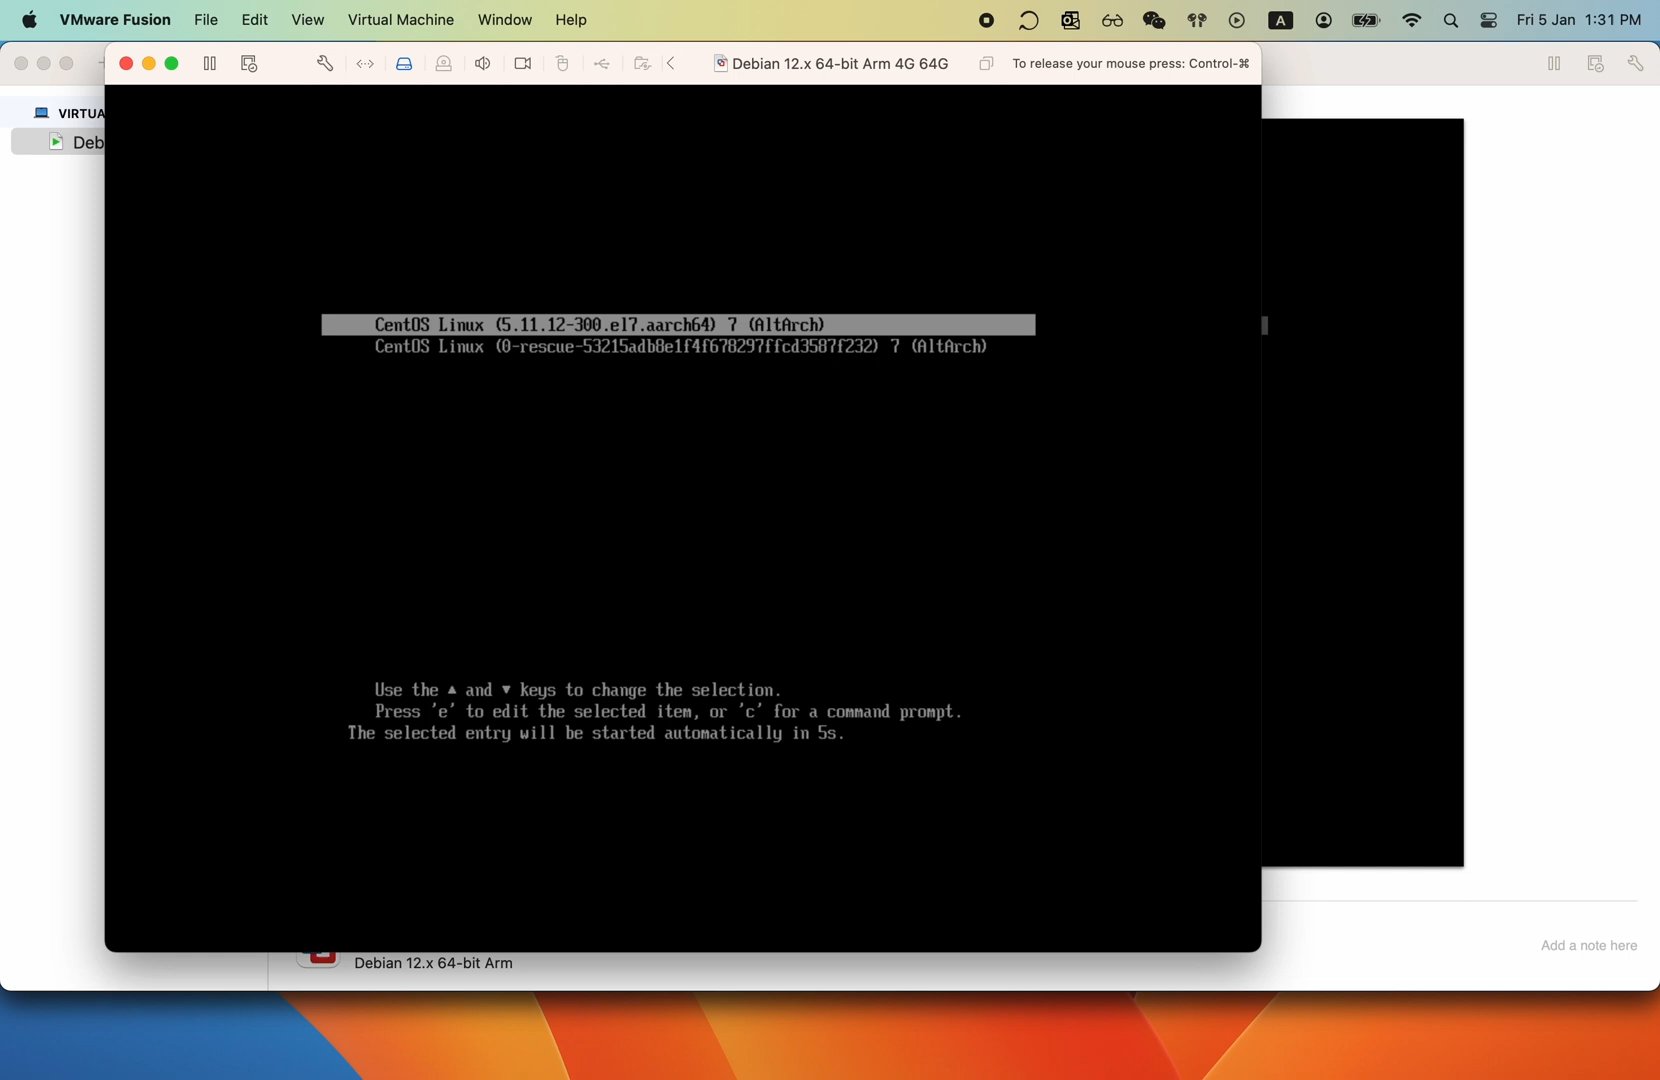 VMware Fusion File Edit View Virtual Machine Window Help A Fri 5 Jan 1:31 PM
Debian 12.x 64-bit Arm 4G 64G To release your mouse press: Control-⌘
VIRTUA
Deb
CentOS Linux (5.11.12-300.el7.aarch64) 7 (AltArch)
CentOS Linux (0-rescue-53215adb8e1f4f678297ffcd3587f232) 7 (AltArch)
Use the ▲ and ▼ keys to change the selection.
Press 'e' to edit the selected item, or 'c' for a command prompt.
The selected entry will be started automatically in 5s.
Add a note here
Debian 12.x 64-bit Arm